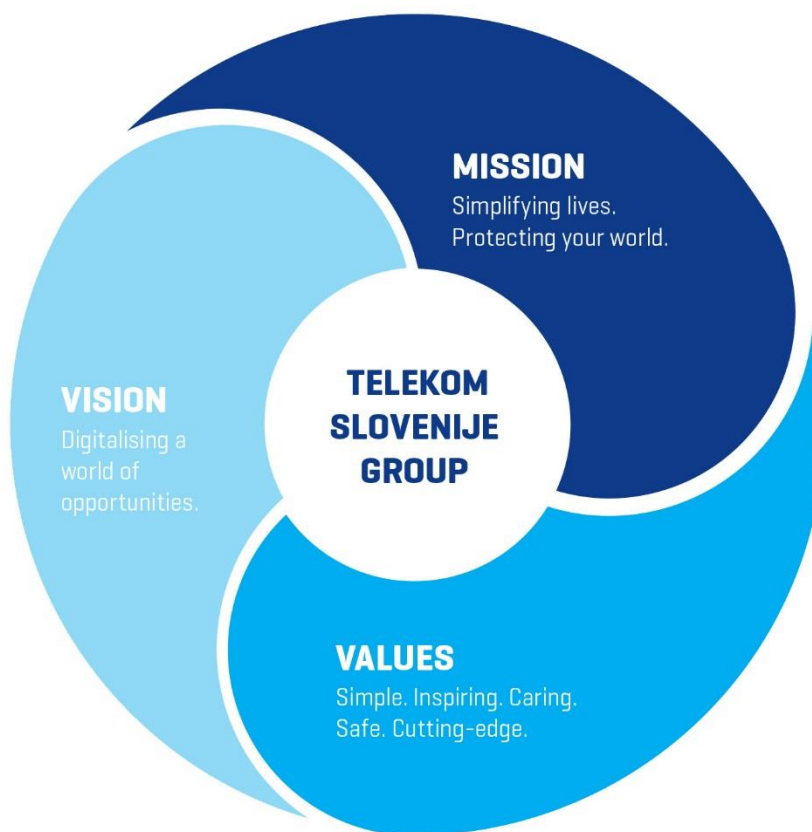 MISSION
Simplifying lives.
Protecting your world.
TELEKOM
SLOVENIJE
GROUP
VISION
Digitalising a
world of
opportunities.
VALUES
Simple. Inspiring. Caring.
Safe. Cutting-edge.